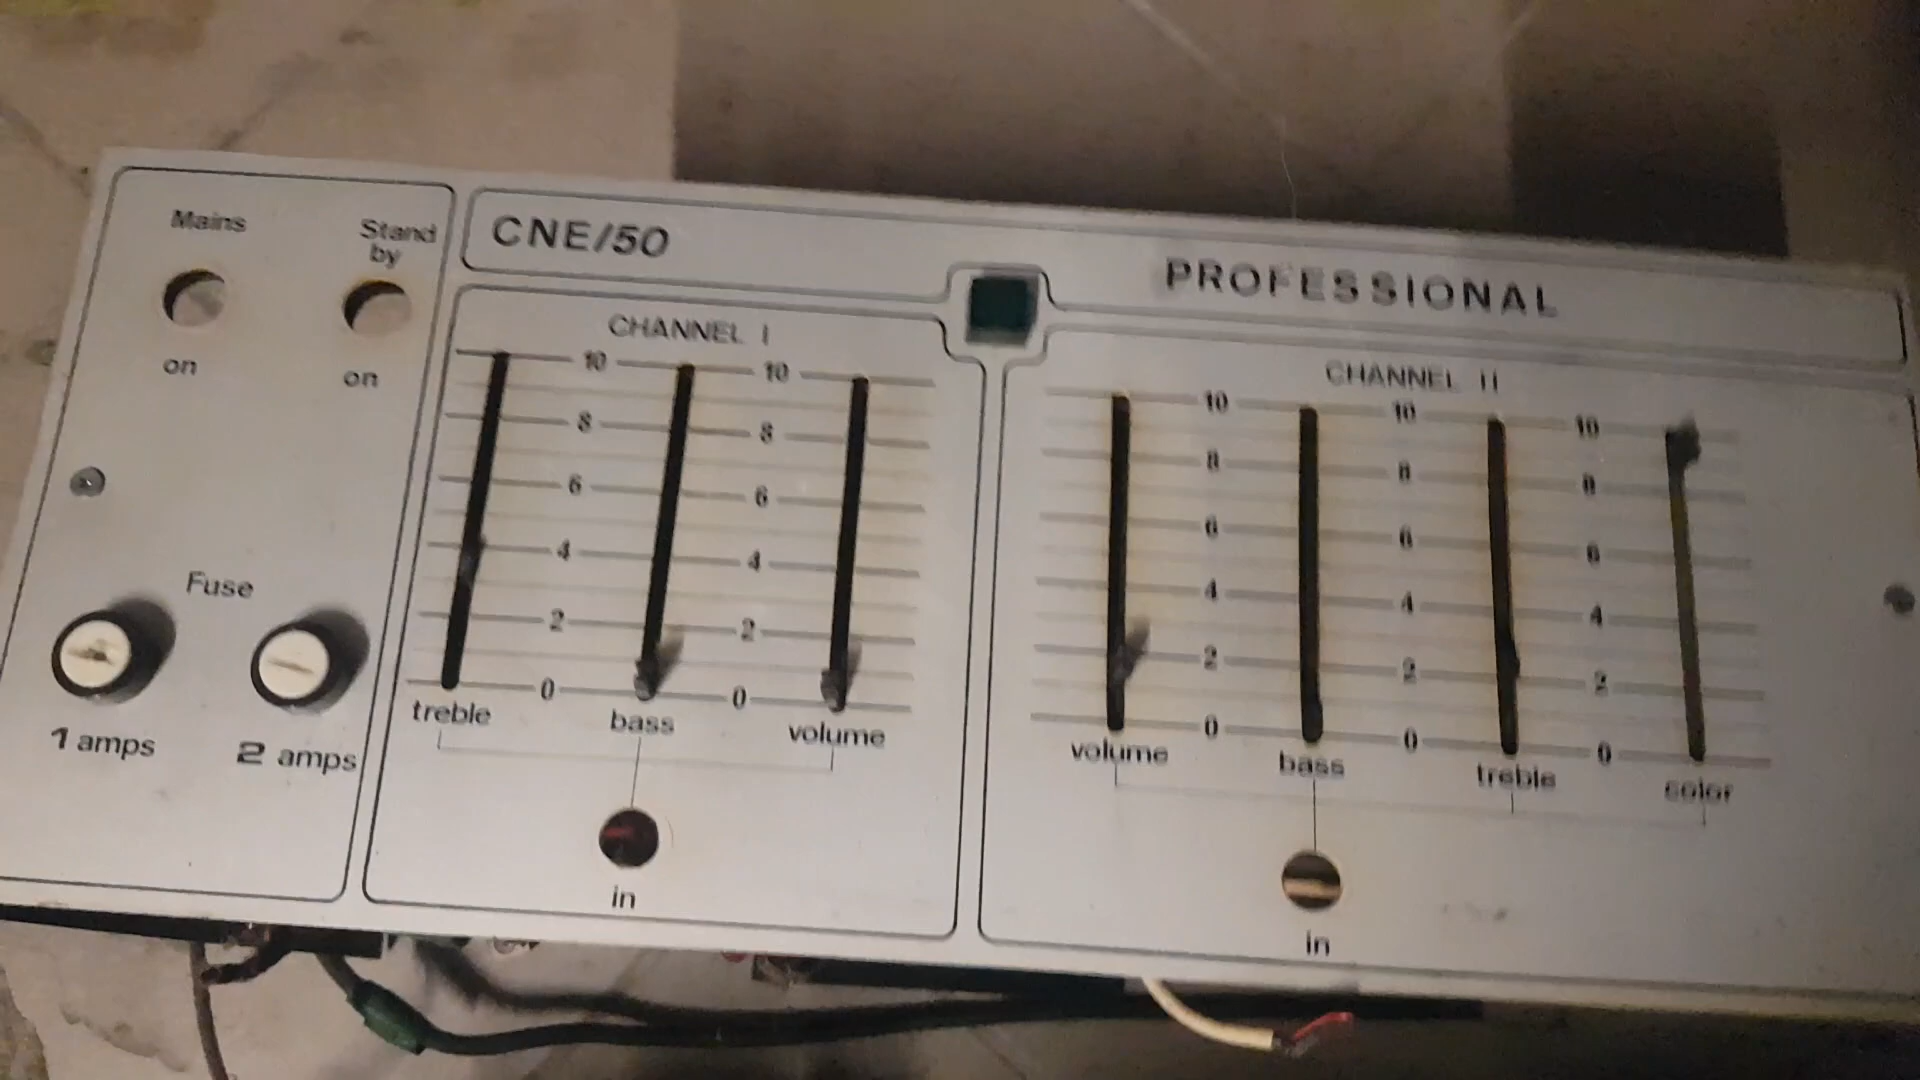 Mains
Stand
by
on
on
Fuse
1 amps
2 amps
CNE/50
PROFESSIONAL
CHANNEL I
10 10
8 8
6 6
4 4
2 2
0 0
treble bass volume
in
CHANNEL II
10 10 10
8 8 8
6 6 6
4 4 4
2 2 2
0 0 0
volume bass treble color
in